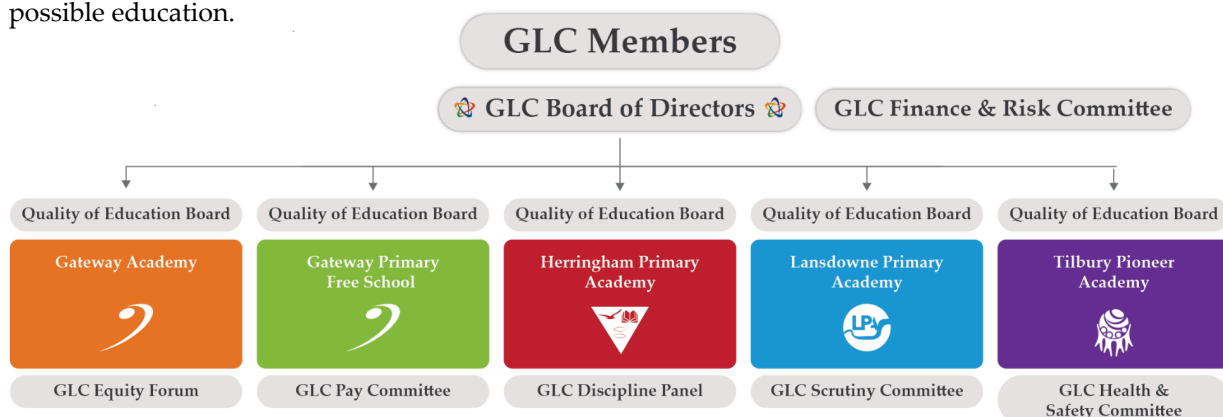 possible education.
GLC Members
GLC Board of Directors
GLC Finance & Risk Committee
Quality of Education Board
Quality of Education Board
Quality of Education Board
Quality of Education Board
Quality of Education Board
Gateway Academy
Gateway Primary
Free School
Herringham Primary
Academy
Lansdowne Primary
Academy
LPA
Tilbury Pioneer
Academy
GLC Equity Forum
GLC Pay Committee
GLC Discipline Panel
GLC Scrutiny Committee
GLC Health &
Safety Committee